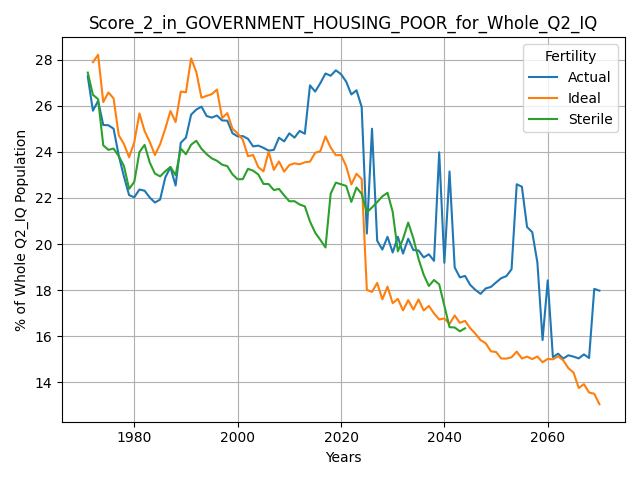 Score_2_in_GOVERNMENT_HOUSING_POOR_for_Whole_Q2_IQ
% of Whole Q2_IQ Population
28
26
24
22
20
18
16
14
Fertility
Actual
Ideal
Sterile
1980 2000 2020 2040 2060
Years